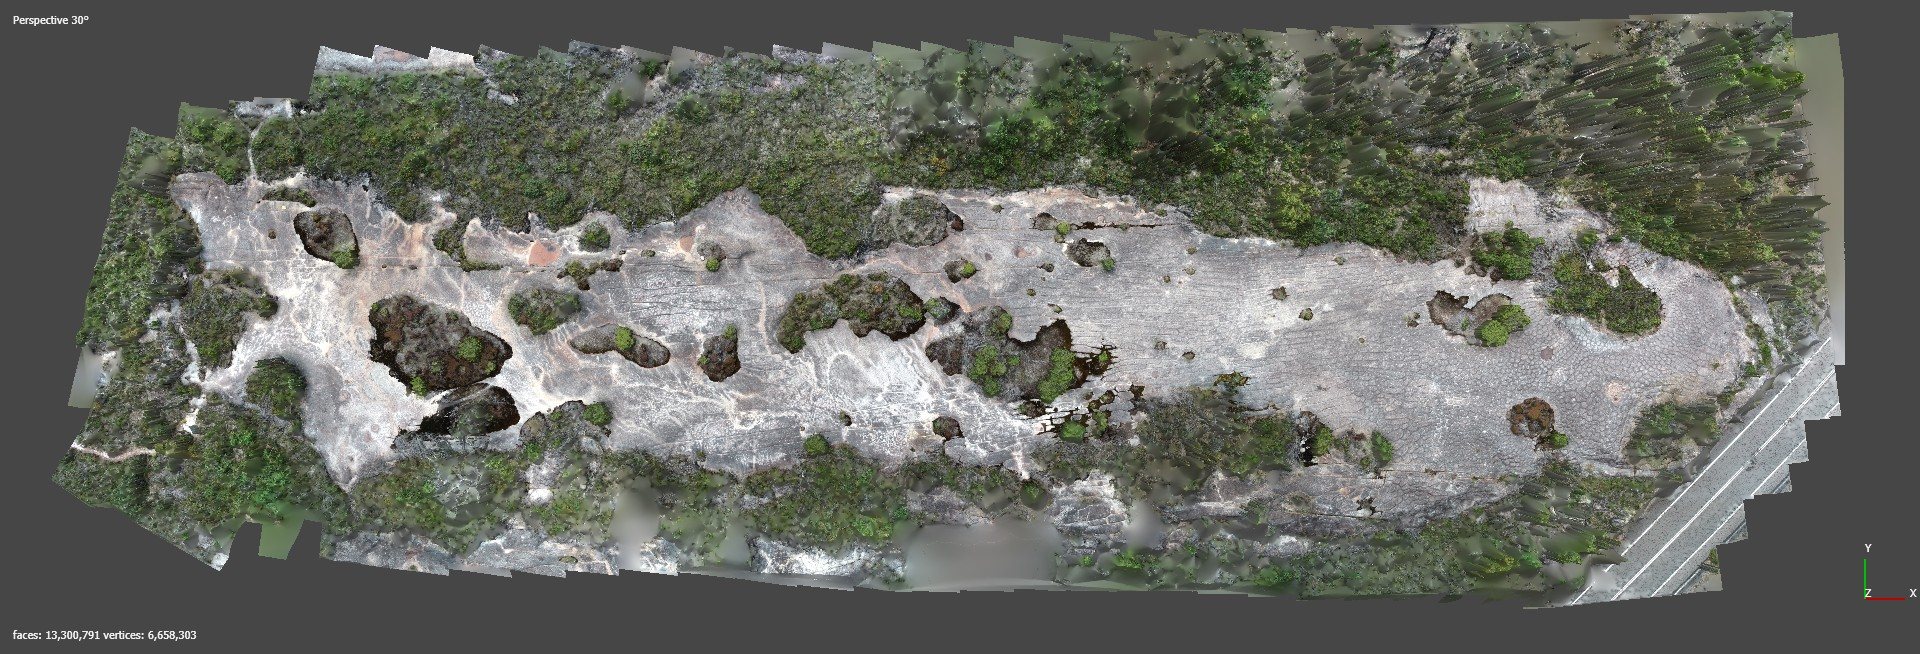 Perspective 30°
Y
Z
X
faces: 13,300,791 vertices: 6,658,303